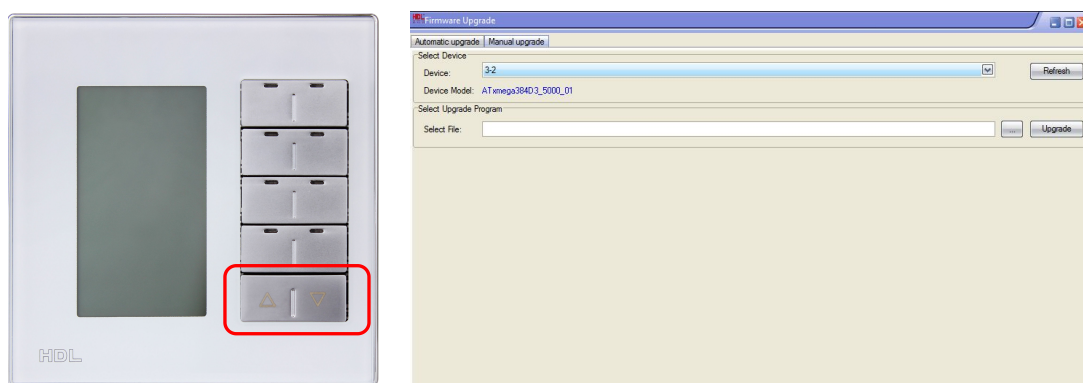 HDL
HDL Firmware Upgrade
Automatic upgrade Manual upgrade
Select Device
Device: 3-2 Refresh
Device Model: ATxmega384D3_5000_01
Select Upgrade Program
Select File: ... Upgrade